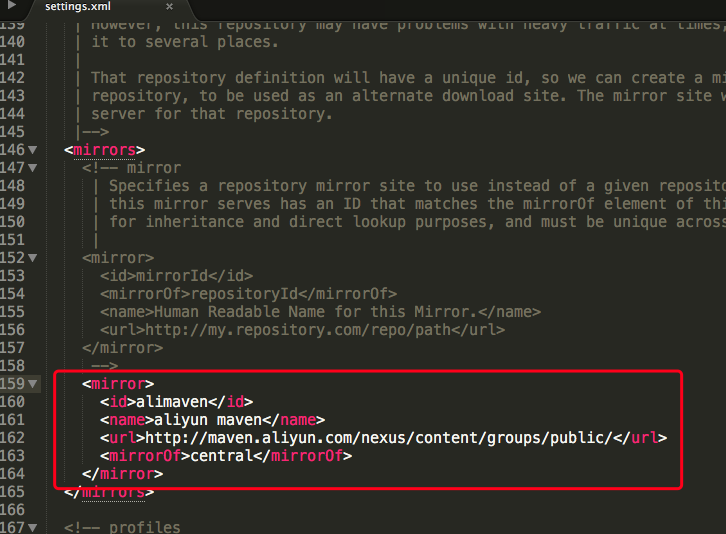 settings.xml ×
139 | However, this repository may have problems with heavy traffic at times,
140 | it to several places.
141 |
142 | That repository definition will have a unique id, so we can create a
143 | repository, to be used as an alternate download site. The mirror site
144 | server for that repository.
145 |-->
146 <mirrors>
147 <!-- mirror
148 | Specifies a repository mirror site to use instead of a given
149 | this mirror serves has an ID that matches the mirrorOf element of
150 | for inheritance and direct lookup purposes, and must be unique across
151 |
152 <mirror>
153 <id>mirrorId</id>
154 <mirrorOf>repositoryId</mirrorOf>
155 <name>Human Readable Name for this Mirror.</name>
156 <url>http://my.repository.com/repo/path</url>
157 </mirror>
158 -->
159 <mirror>
160 <id>alimaven</id>
161 <name>aliyun maven</name>
162 <url>http://maven.aliyun.com/nexus/content/groups/public/</url>
163 <mirrorOf>central</mirrorOf>
164 </mirror>
165 </mirrors>
166
167 <!-- profiles